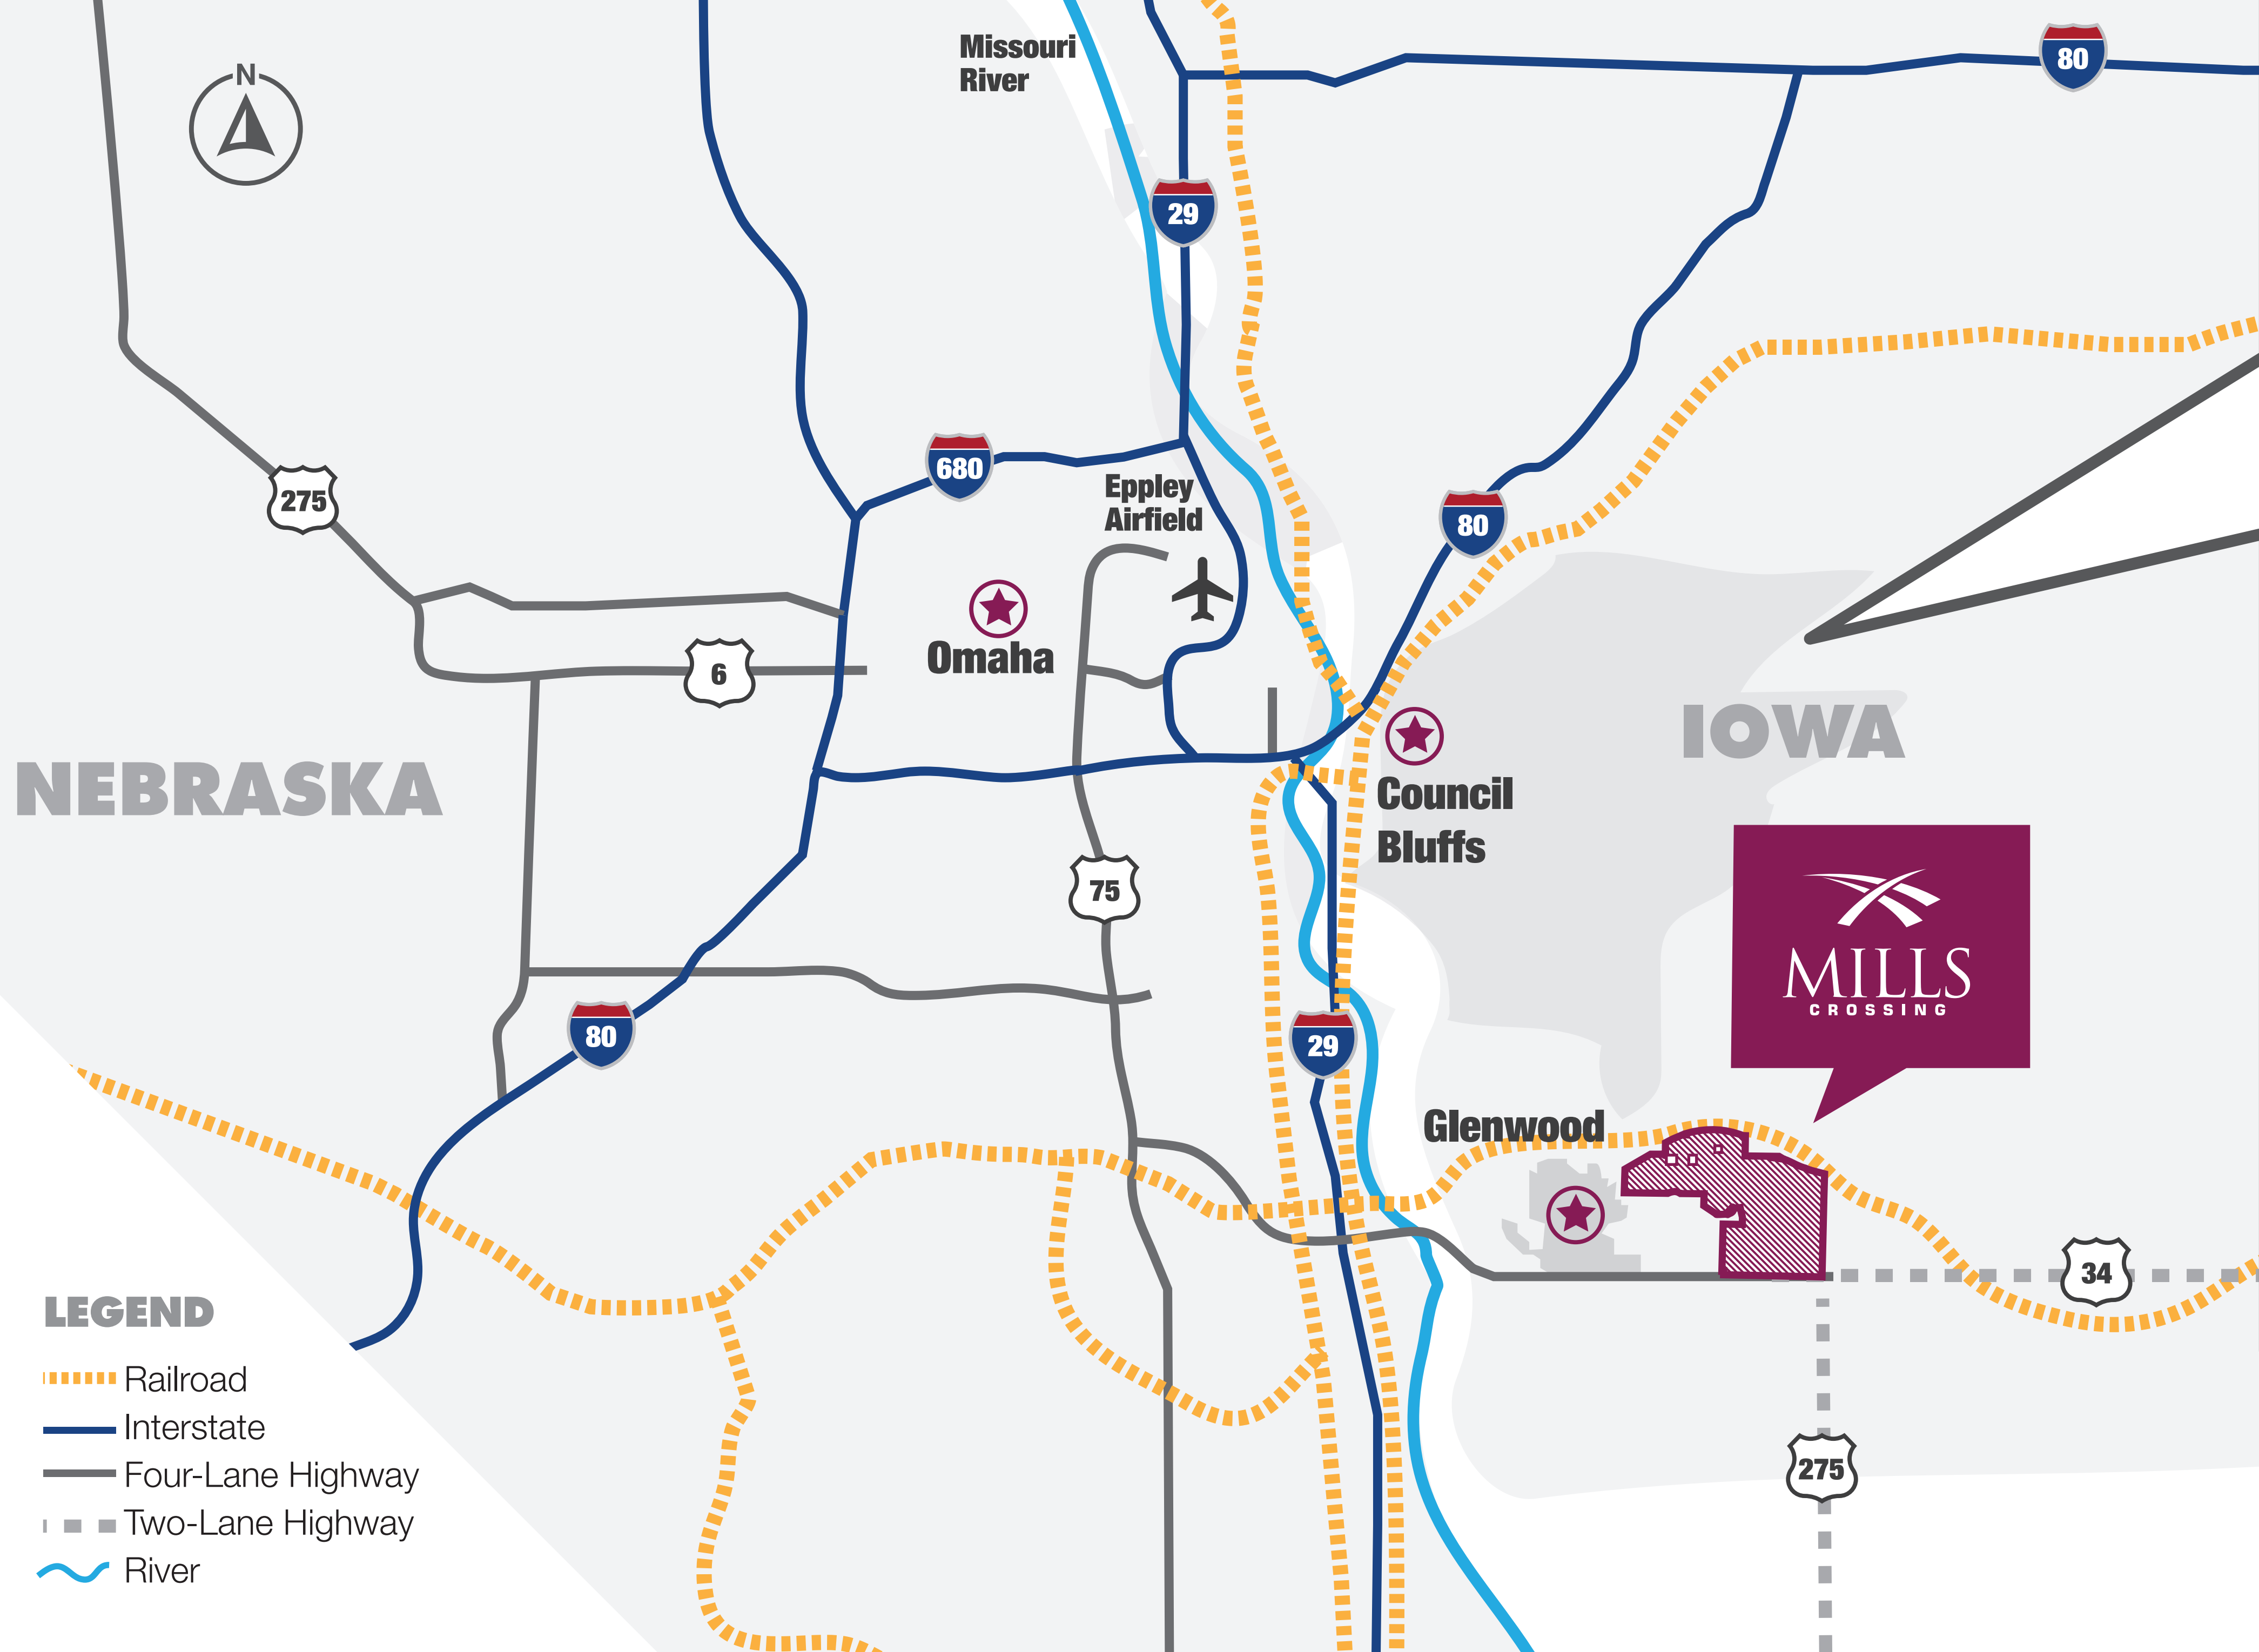 Missouri
River
N
80
29
275
680
Eppley
Airfield
80
Omaha
6
IOWA
NEBRASKA
Council
Bluffs
75
MILLS
CROSSING
80
29
Glenwood
34
LEGEND
Railroad
Interstate
Four-Lane Highway
Two-Lane Highway
River
275